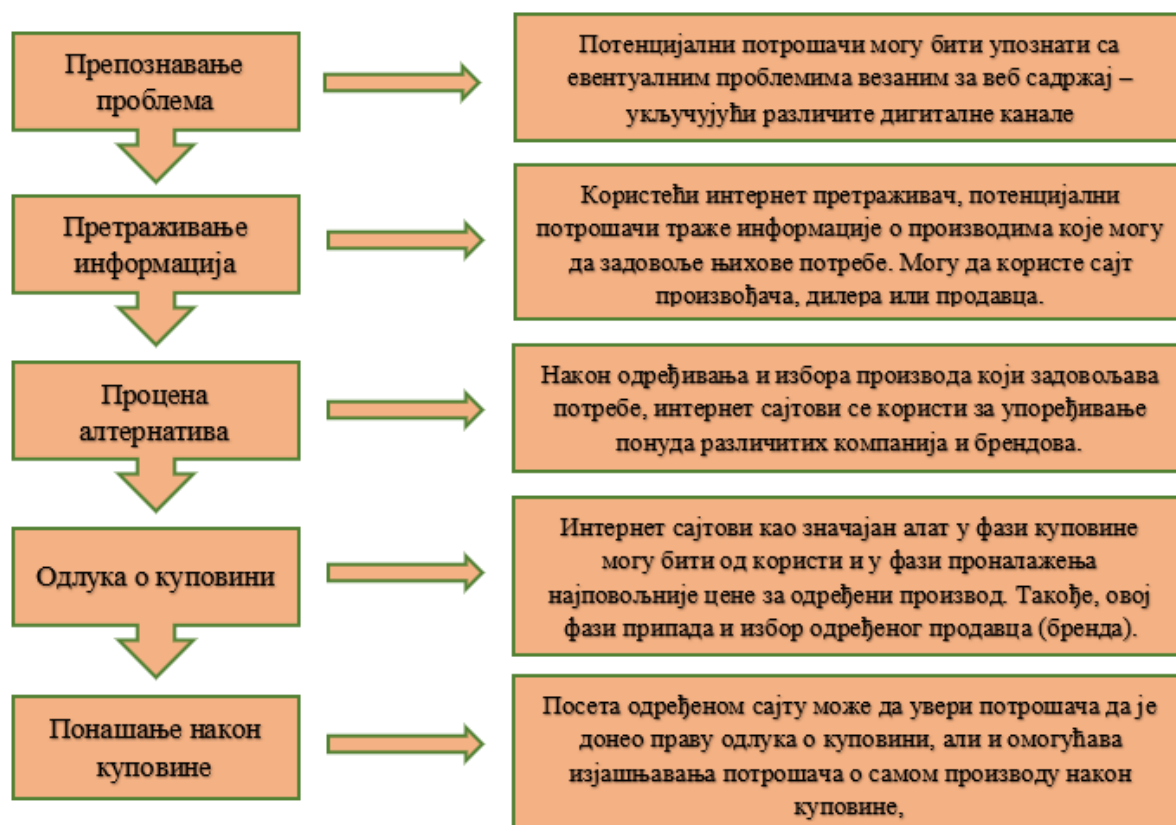 Препознавање
проблема
Потенцијални потрошачи могу бити упознати са
евентуалним проблемима везаним за веб садржај –
укључујући различите дигиталне канале
Претраживање
информација
Користећи интернет претраживач, потенцијални
потрошачи траже информације о производима које могу
да задовоље њихове потребе. Могу да користе сајт
произвођача, дилера или продавца.
Процена
алтернатива
Након одређивања и избора производа који задовољава
потребе, интернет сајтови се користи за упоређивање
понуда различитих компанија и брендова.
Одлука о куповини
Интернет сајтови као значајан алат у фази куповине
могу бити од користи и у фази проналажења
најповољније цене за одређени производ. Такође, овој
фази припада и избор одређеног продавца (бренда).
Понашање након
куповине
Посета одређеном сајту може да увери потрошача да је
донео праву одлука о куповини, али и омогућава
изјашњавања потрошача о самом производу након
куповине,